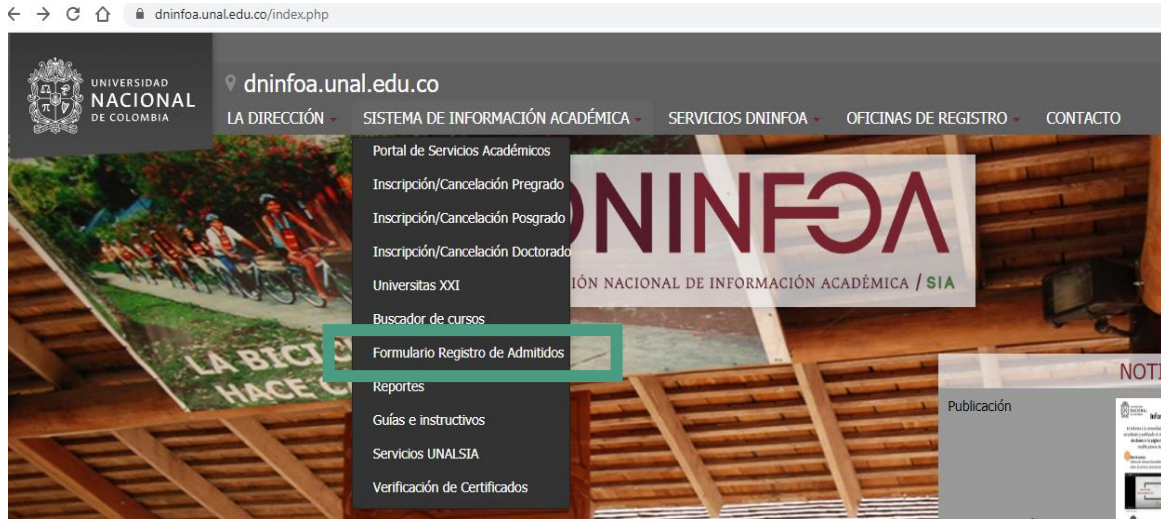 dninfoa.unal.edu.co/index.php
UNIVERSIDAD
NACIONAL
DE COLOMBIA
dninfoa.unal.edu.co
LA DIRECCIÓN
SISTEMA DE INFORMACIÓN ACADÉMICA
SERVICIOS DNINFOA
OFICINAS DE REGISTRO
CONTACTO
Portal de Servicios Académicos
Inscripción/Cancelación Pregrado
Inscripción/Cancelación Posgrado
Inscripción/Cancelación Doctorado
Universitas XXI
Buscador de cursos
Formulario Registro de Admitidos
Reportes
Guías e instructivos
Servicios UNALSIA
Verificación de Certificados
NINFOA
IÓN NACIONAL DE INFORMACIÓN ACADÉMICA / SIA
LA BICIC
HACE
NOTI
Publicación